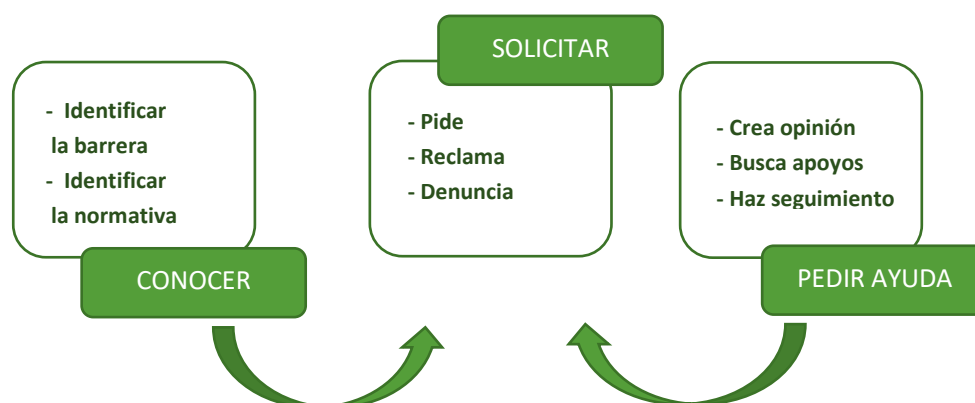 - Identificar
la barrera
- Identificar
la normativa
CONOCER
SOLICITAR
- Pide
- Reclama
- Denuncia
- Crea opinión
- Busca apoyos
- Haz seguimiento
PEDIR AYUDA